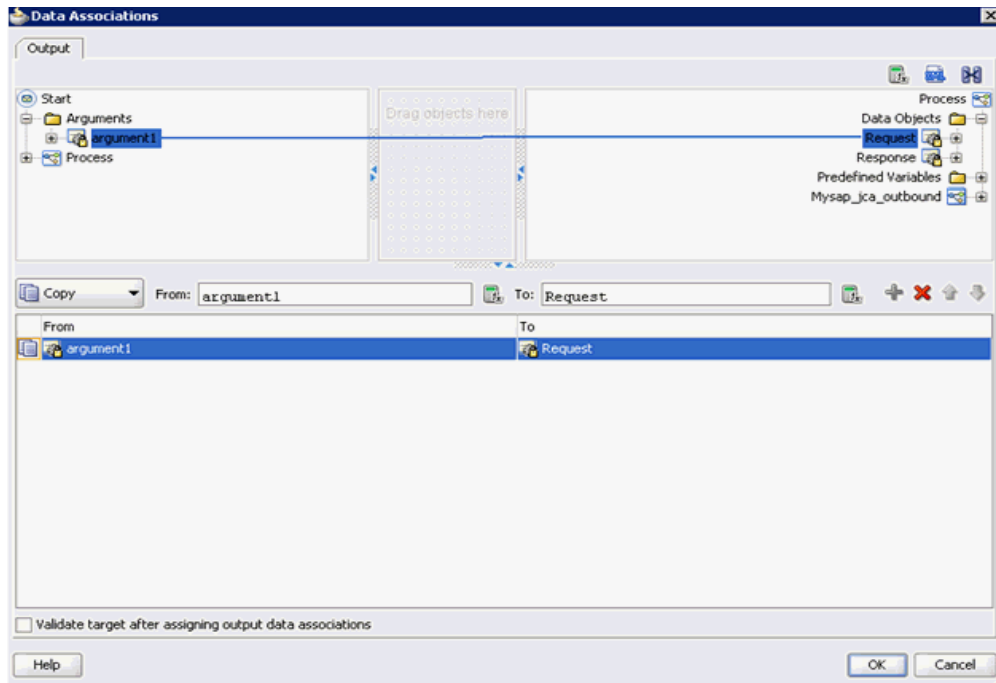 Data Associations
Output
Start
Arguments
argument1
Process
Drag objects here
Process
Data Objects
Request
Response
Predefined Variables
Mysap_jca_outbound
Copy
From: argument1
To: Request
From To
argument1 Request
Validate target after assigning output data associations
Help
OK
Cancel